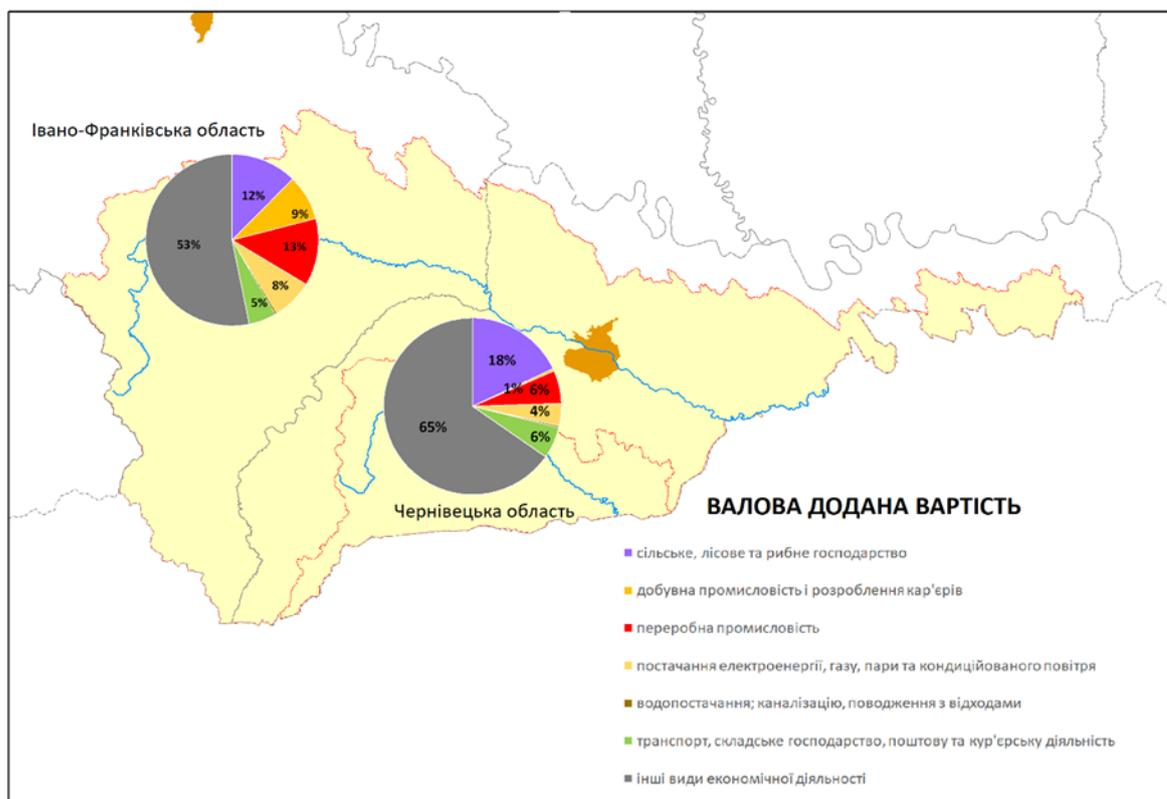 Івано-Франківська область
12%
9%
13%
8%
5%
53%
18%
1%
6%
4%
6%
65%
Чернівецька область
ВАЛОВА ДОДАНА ВАРТІСТЬ
сільське, лісове та рибне господарство
добувна промисловість і розроблення кар'єрів
переробна промисловість
постачання електроенергії, газу, пари та кондиційованого повітря
водопостачання; каналізацію, поводження з відходами
транспорт, складське господарство, поштову та кур'єрську діяльність
інші види економічної діяльності